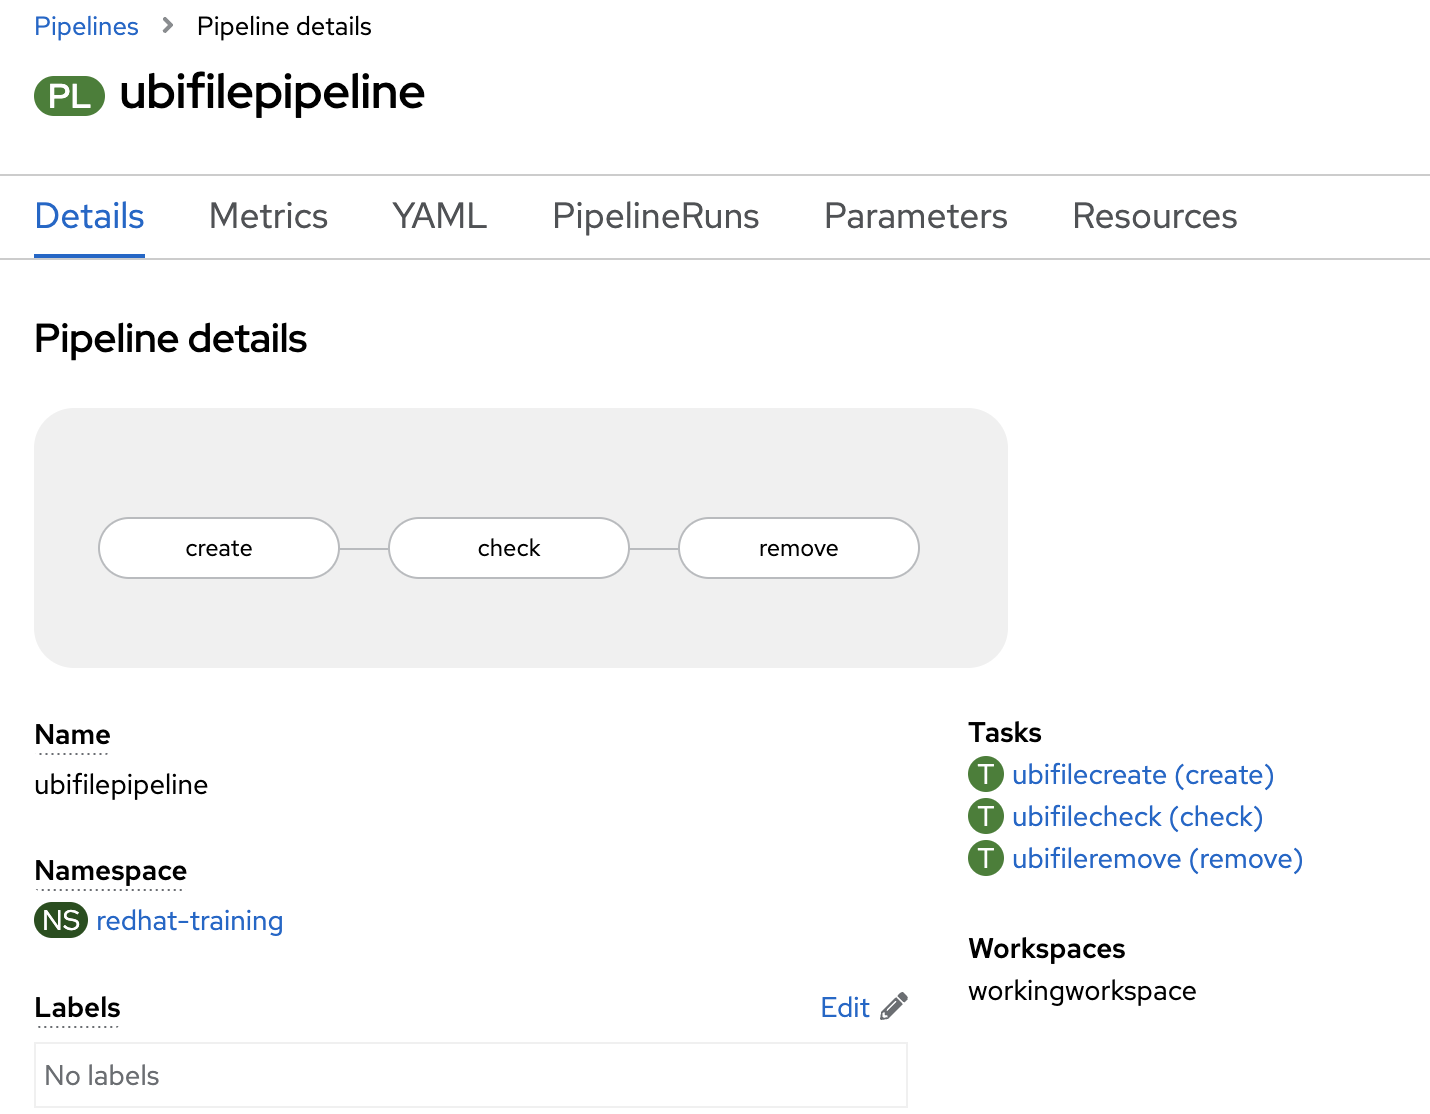 Pipelines > Pipeline details
PL ubifilepipeline
Details Metrics YAML PipelineRuns Parameters Resources
Pipeline details
create check remove
Name
ubifilepipeline
Namespace
NS redhat-training
Labels Edit
No labels
Tasks
T ubifilecreate (create)
T ubifilecheck (check)
T ubifileremove (remove)
Workspaces
workingworkspace